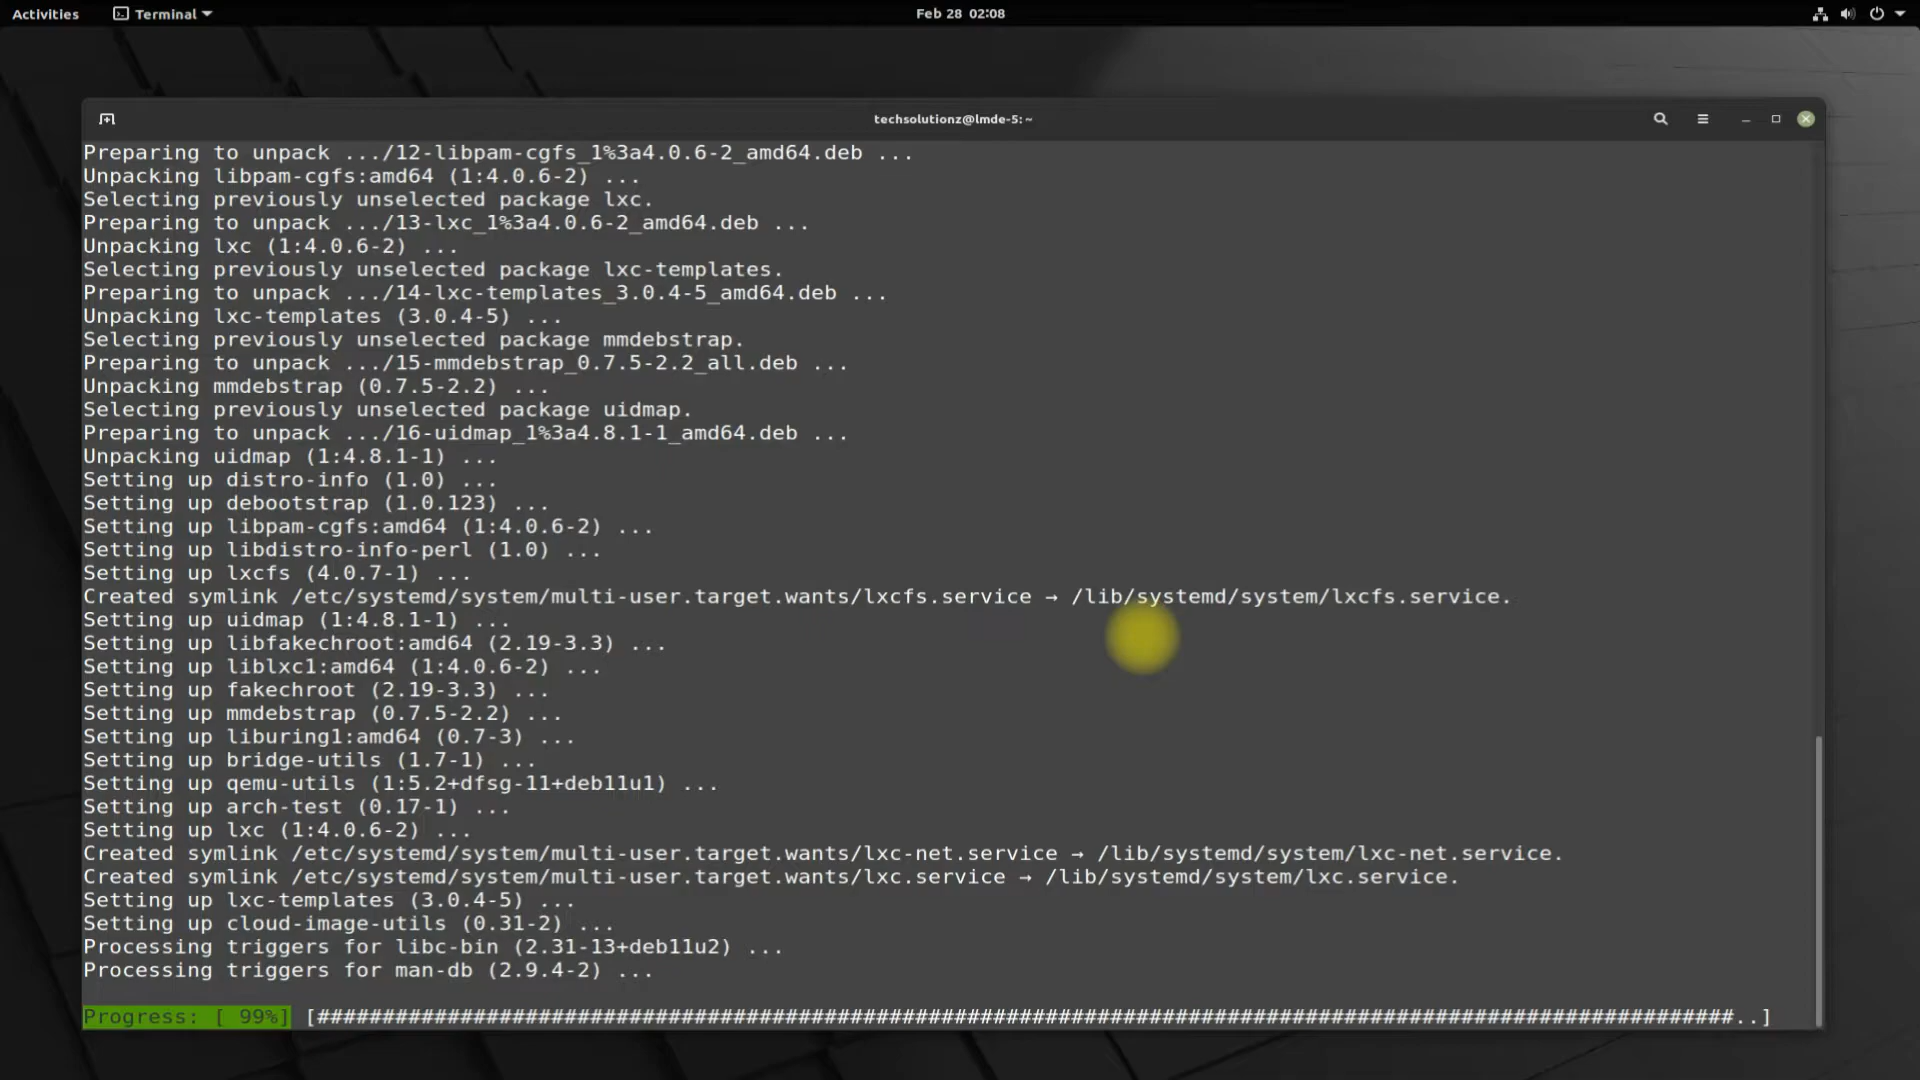 Activities Terminal Feb 28 02:08
techsolutionz@lmde-5:~
Preparing to unpack .../12-libpam-cgfs_1%3a4.0.6-2_amd64.deb ...
Unpacking libpam-cgfs:amd64 (1:4.0.6-2) ...
Selecting previously unselected package lxc.
Preparing to unpack .../13-lxc_1%3a4.0.6-2_amd64.deb ...
Unpacking lxc (1:4.0.6-2) ...
Selecting previously unselected package lxc-templates.
Preparing to unpack .../14-lxc-templates_3.0.4-5_amd64.deb ...
Unpacking lxc-templates (3.0.4-5) ...
Selecting previously unselected package mmdebstrap.
Preparing to unpack .../15-mmdebstrap_0.7.5-2.2_all.deb ...
Unpacking mmdebstrap (0.7.5-2.2) ...
Selecting previously unselected package uidmap.
Preparing to unpack .../16-uidmap_1%3a4.8.1-1_amd64.deb ...
Unpacking uidmap (1:4.8.1-1) ...
Setting up distro-info (1.0) ...
Setting up debootstrap (1.0.123) ...
Setting up libpam-cgfs:amd64 (1:4.0.6-2) ...
Setting up libdistro-info-perl (1.0) ...
Setting up lxcfs (4.0.7-1) ...
Created symlink /etc/systemd/system/multi-user.target.wants/lxcfs.service → /lib/systemd/system/lxcfs.service.
Setting up uidmap (1:4.8.1-1) ...
Setting up libfakechroot:amd64 (2.19-3.3) ...
Setting up liblxc1:amd64 (1:4.0.6-2) ...
Setting up fakechroot (2.19-3.3) ...
Setting up mmdebstrap (0.7.5-2.2) ...
Setting up liburing1:amd64 (0.7-3) ...
Setting up bridge-utils (1.7-1) ...
Setting up qemu-utils (1:5.2+dfsg-11+deb11u1) ...
Setting up arch-test (0.17-1) ...
Setting up lxc (1:4.0.6-2) ...
Created symlink /etc/systemd/system/multi-user.target.wants/lxc-net.service → /lib/systemd/system/lxc-net.service.
Created symlink /etc/systemd/system/multi-user.target.wants/lxc.service → /lib/systemd/system/lxc.service.
Setting up lxc-templates (3.0.4-5) ...
Setting up cloud-image-utils (0.31-2) ...
Processing triggers for libc-bin (2.31-13+deb11u2) ...
Processing triggers for man-db (2.9.4-2) ...
Progress: [ 99%] [#############################################################################################################..]